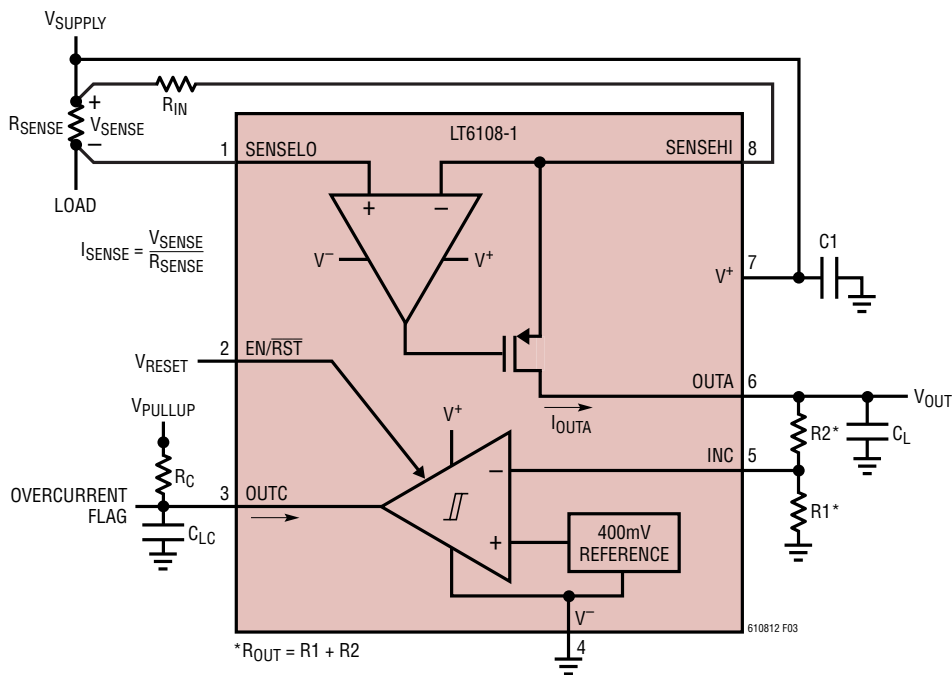 VSUPPLY
RIN
+
RSENSE
VSENSE
–
LOAD
ISENSE = VSENSE
RSENSE
LT6108-1
1
SENSELO
SENSEHI
8
+
–
V–
V+
C1
7
V+
2
EN/RST
VRESET
VPULLUP
OUTA
6
VOUT
IOUTA
V+
R2*
CL
RC
INC
5
–
OVERCURRENT
FLAG
3
OUTC
R1*
CLC
+
400mV
REFERENCE
V–
4
610812 F03
*ROUT = R1 + R2